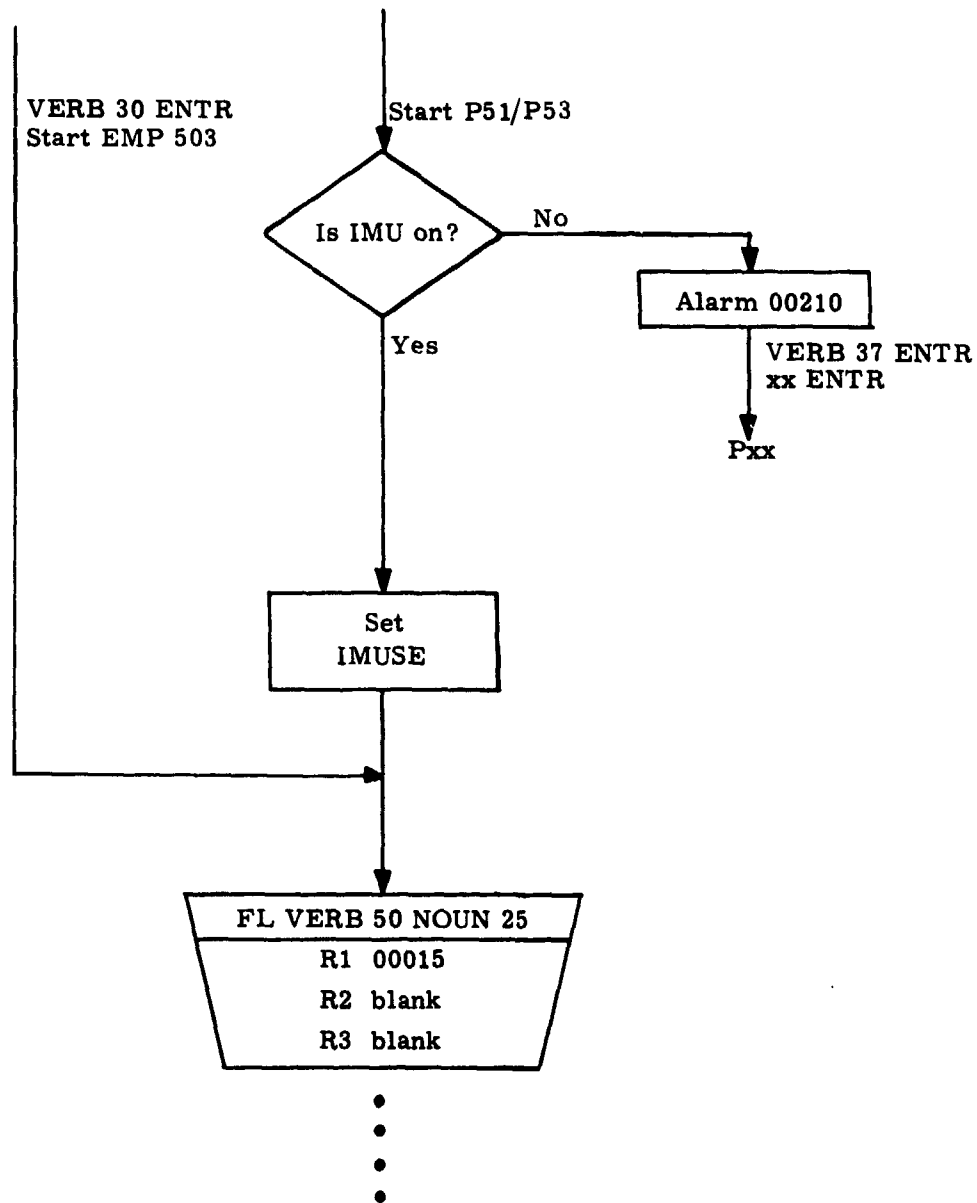 VERB 30 ENTR
Start EMP 503
Start P51/P53
Is IMU on?
No
Alarm 00210
VERB 37 ENTR
xx ENTR
Pxx
Yes
Set
IMUSE
FL VERB 50 NOUN 25
R1 00015
R2 blank
R3 blank